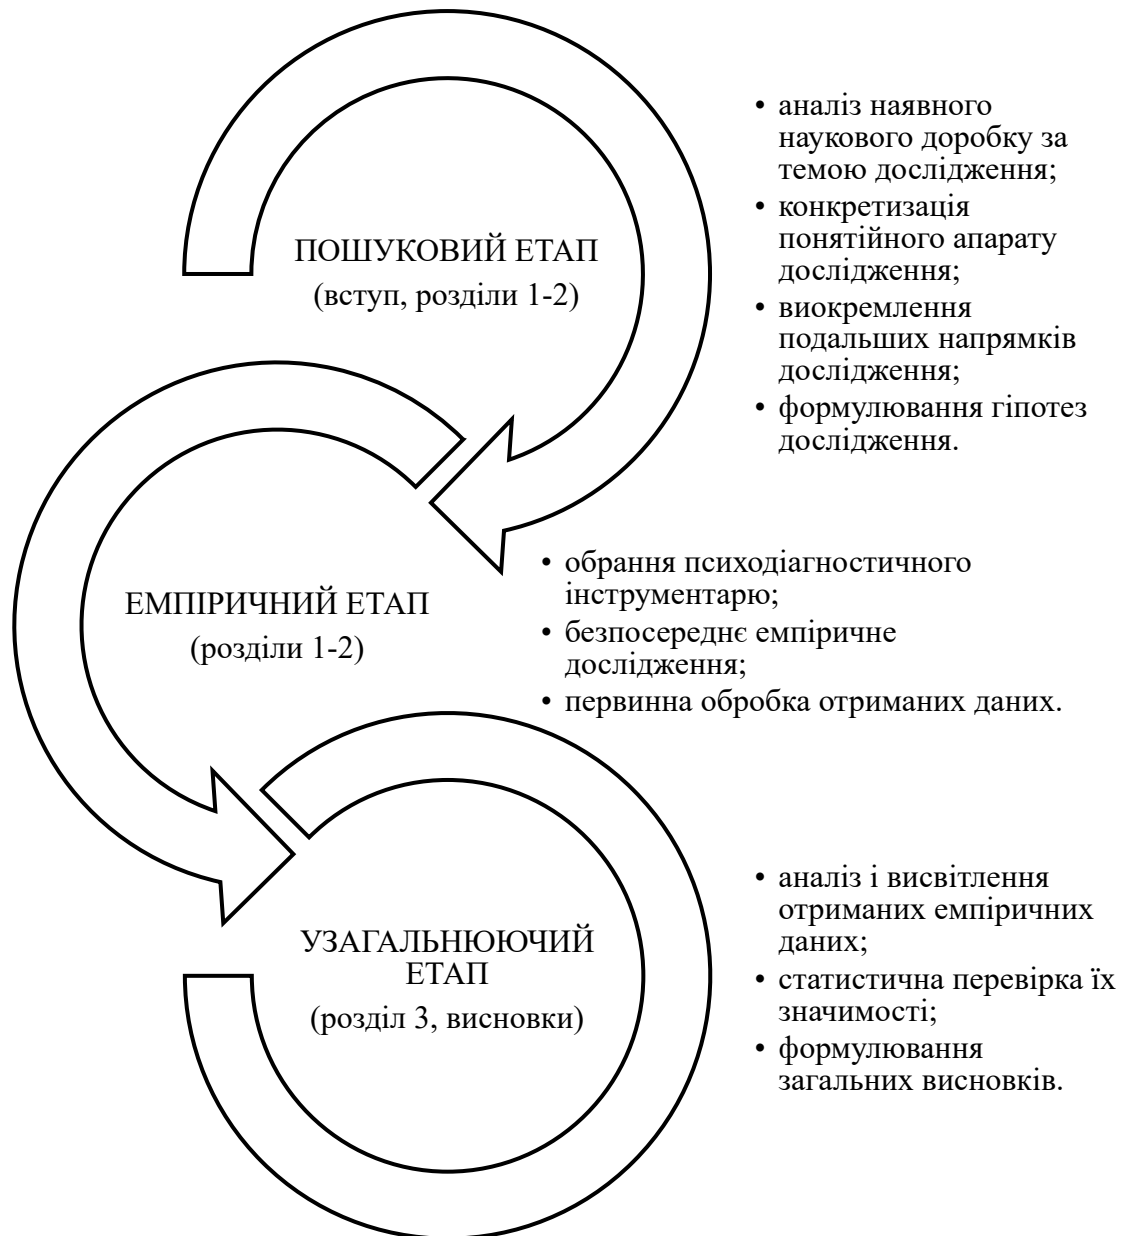 ПОШУКОВИЙ ЕТАП
(вступ, розділи 1-2)
• аналіз наявного
наукового доробку за
темою дослідження;
• конкретизація
понятійного апарату
дослідження;
• виокремлення
подальших напрямків
дослідження;
• формулювання гіпотез
дослідження.
ЕМПІРИЧНИЙ ЕТАП
(розділи 1-2)
• обрання психодіагностичного
інструментарю;
• безпосереднє емпіричне
дослідження;
• первинна обробка отриманих даних.
УЗАГАЛЬНЮЮЧИЙ
ЕТАП
(розділ 3, висновки)
• аналіз і висвітлення
отриманих емпіричних
даних;
• статистична перевірка їх
значимості;
• формулювання
загальних висновків.